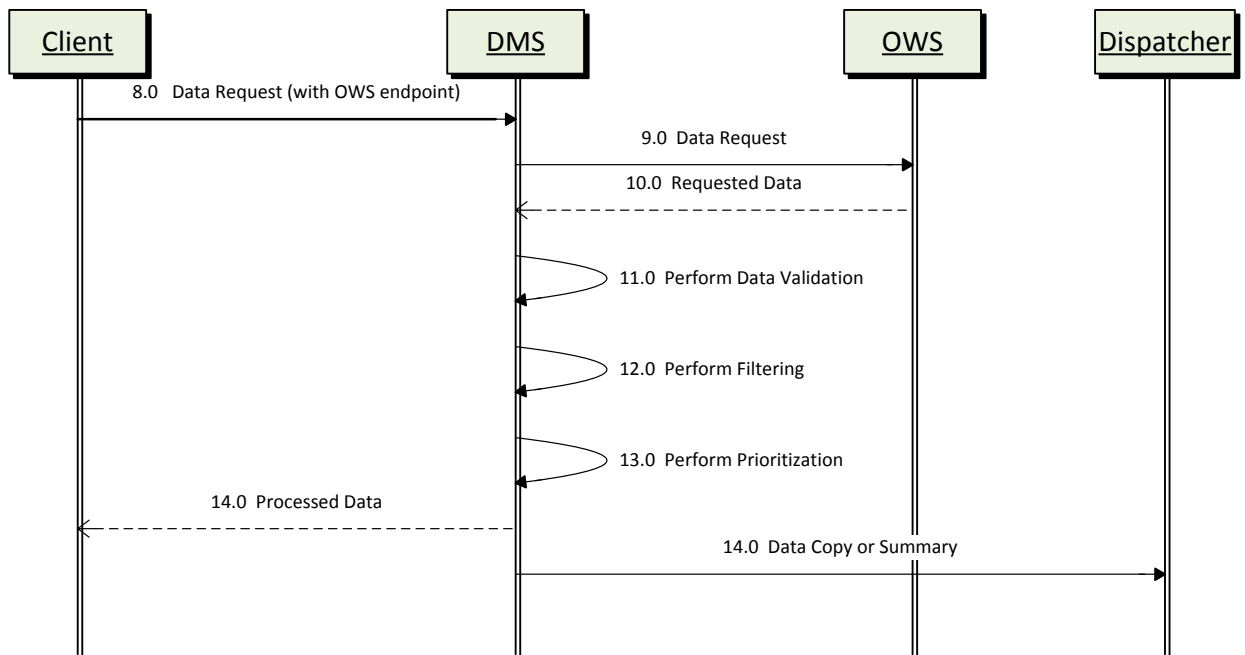 Client
DMS
OWS
Dispatcher
8.0 Data Request (with OWS endpoint)
9.0 Data Request
10.0 Requested Data
11.0 Perform Data Validation
12.0 Perform Filtering
13.0 Perform Prioritization
14.0 Processed Data
14.0 Data Copy or Summary